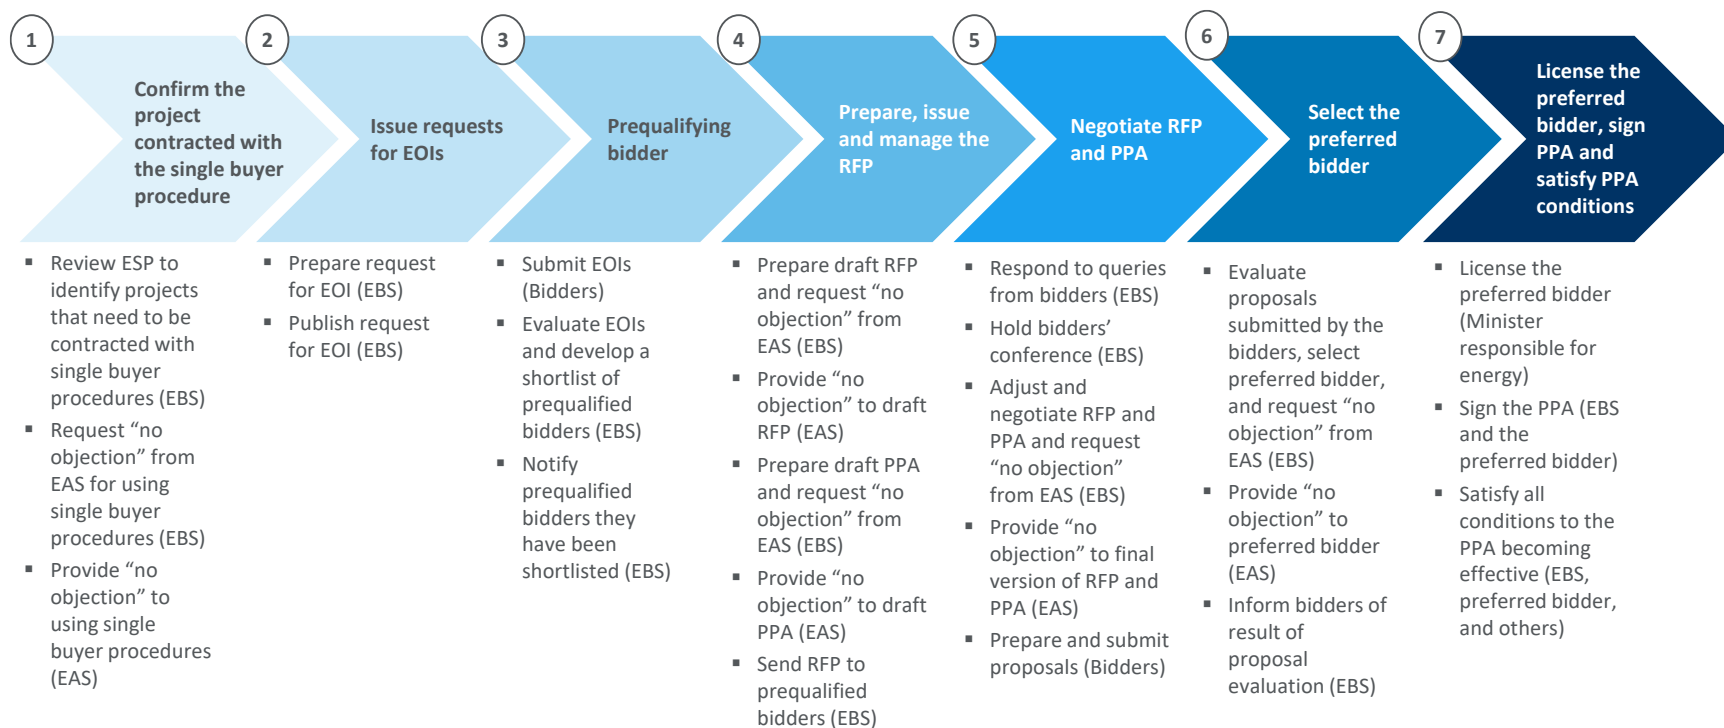 1
Confirm the
project
contracted with
the single buyer
procedure
2
Issue requests
for EOIs
3
Prequalifying
bidder
4
Prepare, issue
and manage the
RFP
5
Negotiate RFP
and PPA
6
Select the
preferred
bidder
7
License the
preferred
bidder, sign
PPA and
satisfy PPA
conditions
▪ Review ESP to
identify projects
that need to be
contracted with
single buyer
procedures (EBS)
▪ Request “no
objection” from
EAS for using
single buyer
procedures (EBS)
▪ Provide “no
objection” to
using single
buyer procedures
(EAS)
▪ Prepare request
for EOI (EBS)
▪ Publish request
for EOI (EBS)
▪ Submit EOIs
(Bidders)
▪ Evaluate EOIs
and develop a
shortlist of
prequalified
bidders (EBS)
▪ Notify
prequalified
bidders they
have been
shortlisted (EBS)
▪ Prepare draft RFP
and request “no
objection” from
EAS (EBS)
▪ Provide “no
objection” to draft
RFP (EAS)
▪ Prepare draft PPA
and request “no
objection” from
EAS (EBS)
▪ Provide “no
objection” to draft
PPA (EAS)
▪ Send RFP to
prequalified
bidders (EBS)
▪ Respond to queries
from bidders (EBS)
▪ Hold bidders’
conference (EBS)
▪ Adjust and
negotiate RFP and
PPA and request
“no objection”
from EAS (EBS)
▪ Provide “no
objection” to final
version of RFP and
PPA (EAS)
▪ Prepare and submit
proposals (Bidders)
▪ Evaluate
proposals
submitted by the
bidders, select
preferred bidder,
and request “no
objection” from
EAS (EBS)
▪ Provide “no
objection” to
preferred bidder
(EAS)
▪ Inform bidders of
result of
proposal
evaluation (EBS)
▪ License the
preferred bidder
(Minister
responsible for
energy)
▪ Sign the PPA (EBS
and the
preferred bidder)
▪ Satisfy all
conditions to the
PPA becoming
effective (EBS,
preferred bidder,
and others)